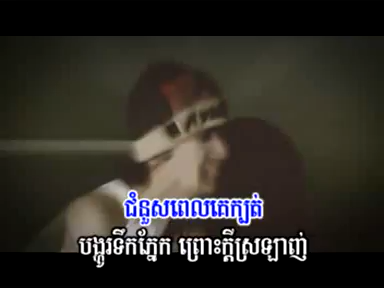 ជំនួសពេលគេក្បត់
បង្ហូរទឹកភ្នែក ព្រោះក្ដីស្រឡាញ់